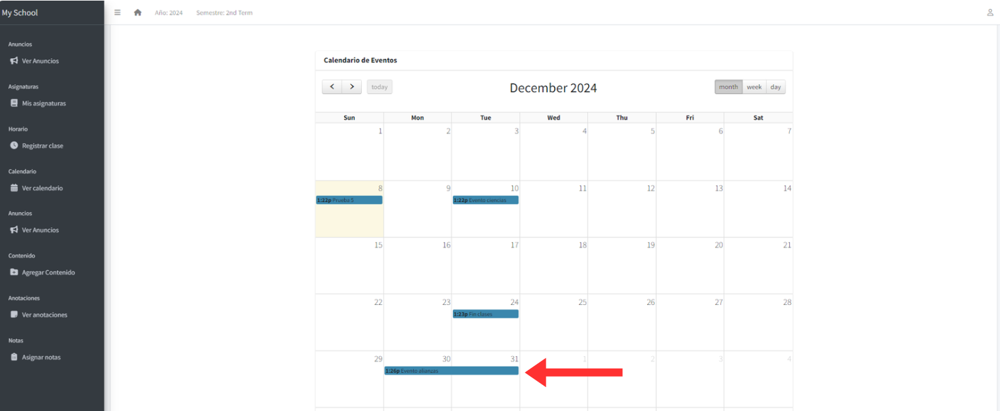 My School
Año: 2024 Semestre: 2nd Term
Anuncios
Ver Anuncios
Asignaturas
Mis asignaturas
Horario
Registrar clase
Calendario
Ver calendario
Anuncios
Ver Anuncios
Contenido
Agregar Contenido
Anotaciones
Ver anotaciones
Notas
Asignar notas
Calendario de Eventos
today
December 2024
month week day
Sun Mon Tue Wed Thu Fri Sat
1 2 3 4 5 6 7
8 9 10 11 12 13 14
1:22p Prueba 5 1:22p Evento ciencias
15 16 17 18 19 20 21
22 23 24 25 26 27 28
1:23p Fin clases
29 30 31 1 2 3 4
1:26p Evento alianzas